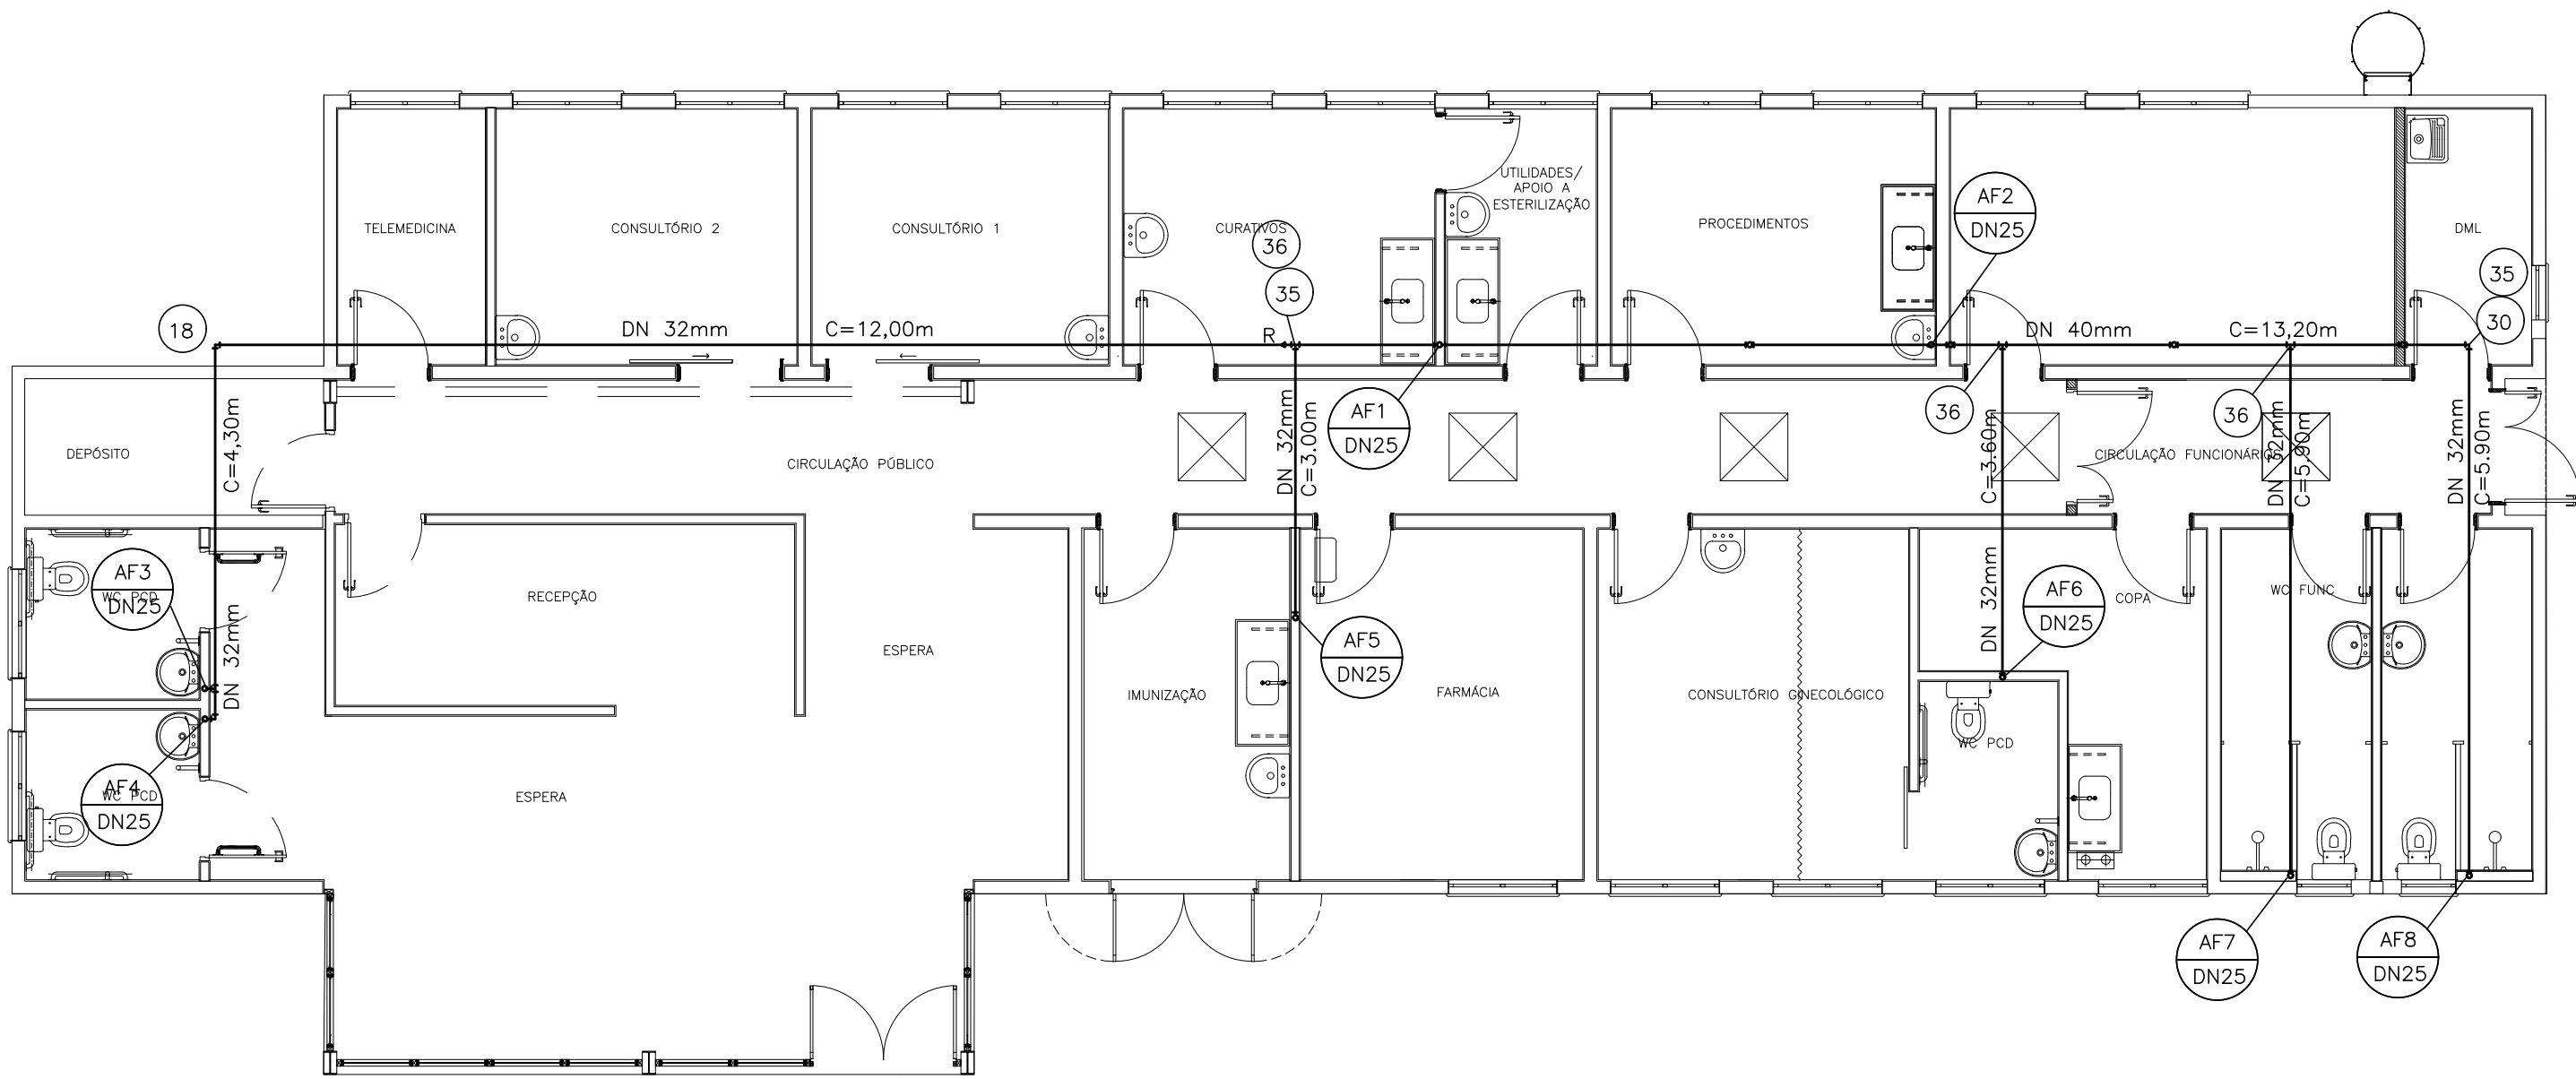 AF2
DN25
UTILIDADES/
APOIO A
ESTERILIZAÇÃO
TELEMEDICINA
CONSULTÓRIO 2
CONSULTÓRIO 1
CURATIVOS
PROCEDIMENTOS
DML
36
35
35
30
18
DN 32mm
C=12,00m
R
DN 40mm
C=13,20m
AF1
DN25
36
36
DEPÓSITO
C=4,30m
DN 32mm
CIRCULAÇÃO PÚBLICO
DN 32mm
C=3.00m
C=3.60m
DN 32mm
CIRCULAÇÃO FUNCIONÁRIOS
DN 32mm
C=5.90m
DN 32mm
C=5.90m
AF3
DN25
WC PCD
RECEPÇÃO
AF6
DN25
COPA
WC FUNC
ESPERA
AF5
DN25
IMUNIZAÇÃO
FARMÁCIA
CONSULTÓRIO GINECOLÓGICO
WC PCD
AF4
DN25
WC PCD
ESPERA
AF7
DN25
AF8
DN25